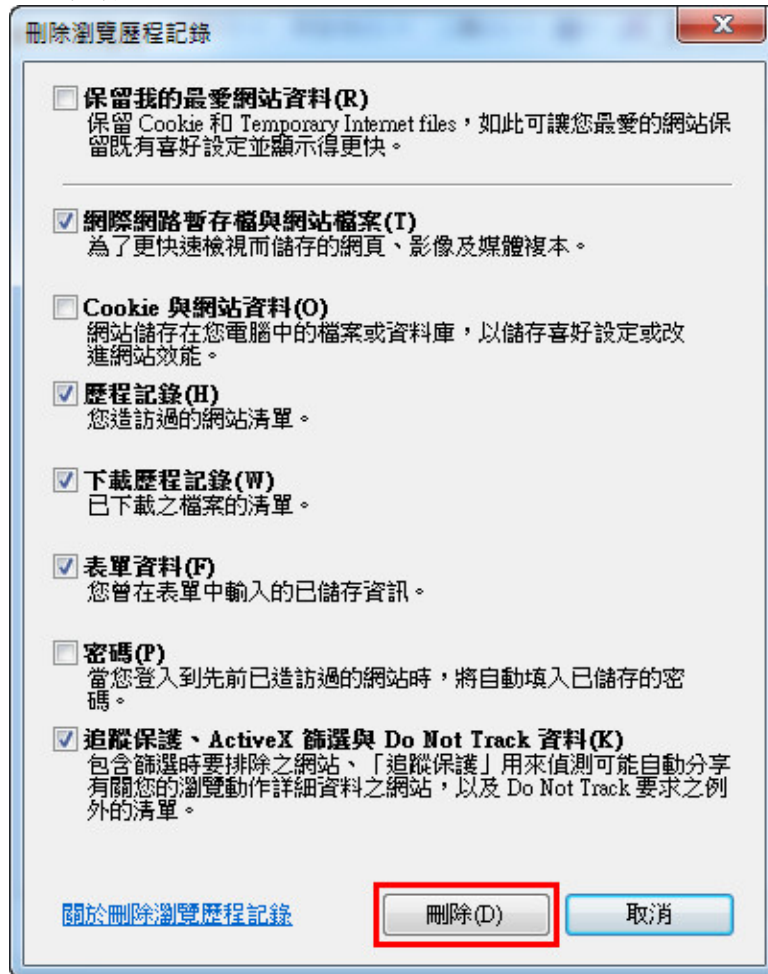 刪除瀏覽歷程記錄
保留我的最愛網站資料(R)
保留 Cookie 和 Temporary Internet files，如此可讓您最愛的網站保
留既有喜好設定並顯示得更快。
網際網路暫存檔與網站檔案(T)
為了更快速檢視而儲存的網頁、影像及媒體複本。
Cookie 與網站資料(O)
網站儲存在您電腦中的檔案或資料庫，以儲存喜好設定或改
進網站效能。
歷程記錄(H)
您造訪過的網站清單。
下載歷程記錄(W)
已下載之檔案的清單。
表單資料(F)
您曾在表單中輸入的已儲存資訊。
密碼(P)
當您登入到先前已造訪過的網站時，將自動填入已儲存的密
碼。
追蹤保護、ActiveX 篩選與 Do Not Track 資料(K)
包含篩選時要排除之網站、「追蹤保護」用來偵測可能自動分享
有關您的瀏覽動作詳細資料之網站，以及 Do Not Track 要求之例
外的清單。
關於刪除瀏覽歷程記錄
刪除(D)
取消